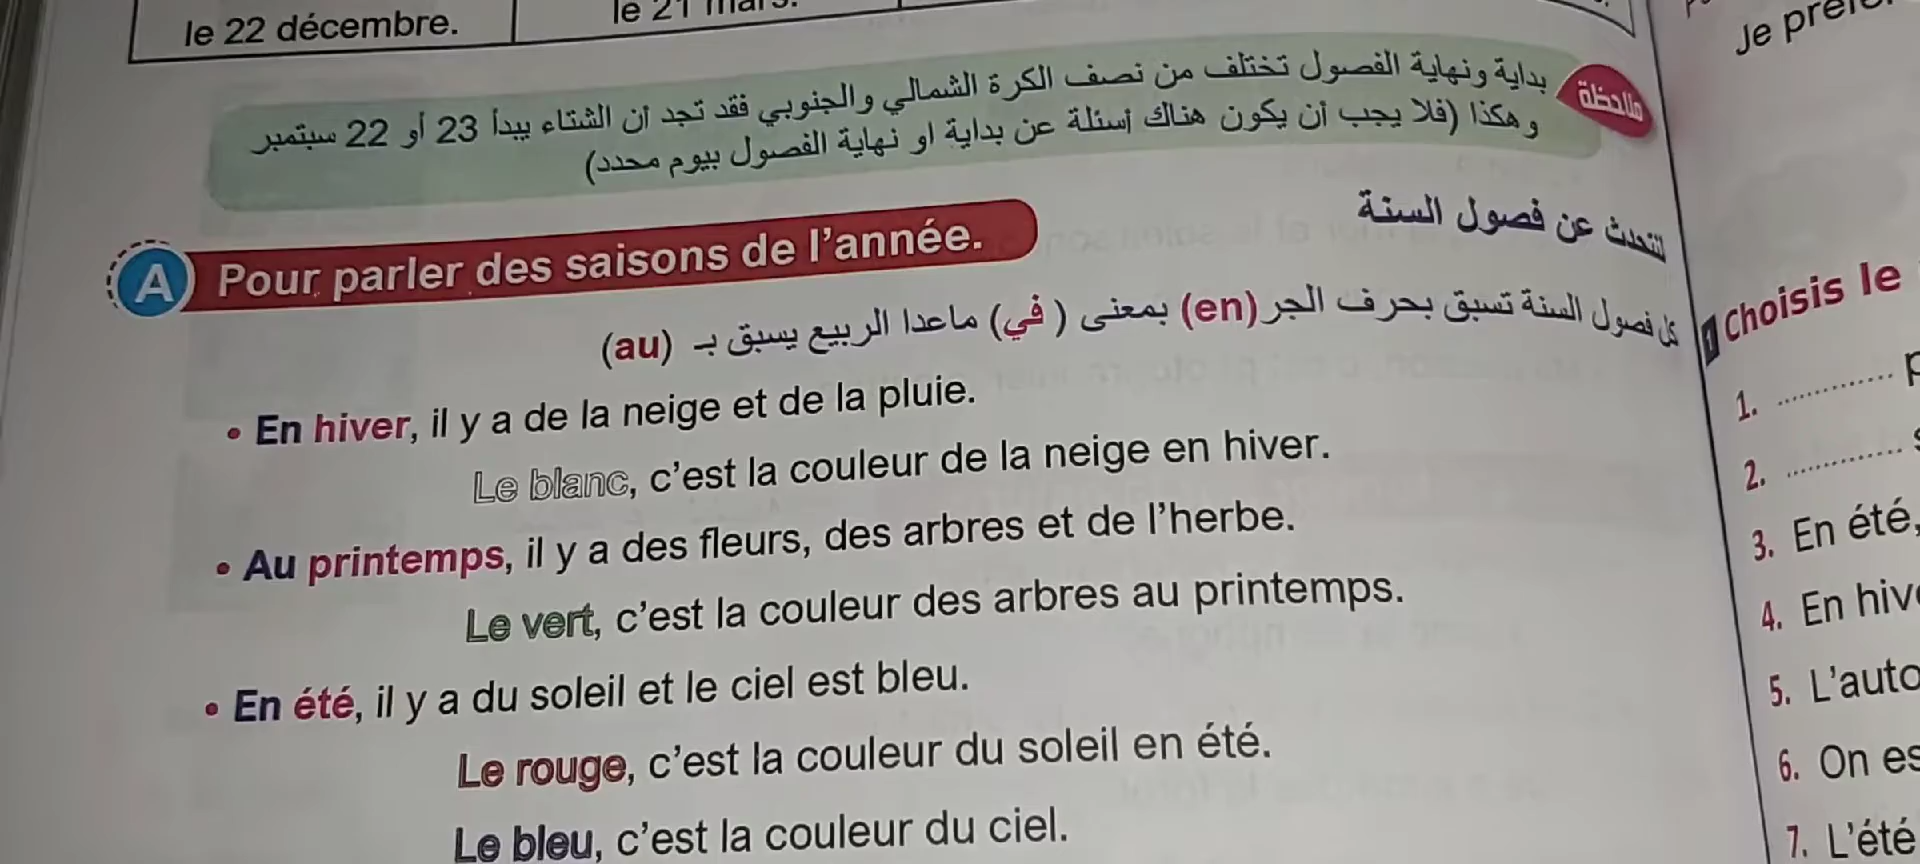 le 22 décembre.
le 21 mars.
ملاحظة
بداية ونهاية الفصول تختلف من نصف الكرة الشمالي والجنوبي فقد تجد أن الشتاء يبدأ 23 أو 22 سبتمبر
وهكذا (فلا يجب أن يكون هناك أسئلة عن بداية او نهاية الفصول بيوم محدد)
لنتحدث عن فصول السنة
A Pour parler des saisons de l'année.
كل فصول السنة تسبق بحرف الجر (en) بمعنى (في) ماعدا الربيع يسبق بـ (au)
• En hiver, il y a de la neige et de la pluie.
Le blanc, c'est la couleur de la neige en hiver.
• Au printemps, il y a des fleurs, des arbres et de l'herbe.
Le vert, c'est la couleur des arbres au printemps.
• En été, il y a du soleil et le ciel est bleu.
Le rouge, c'est la couleur du soleil en été.
Le bleu, c'est la couleur du ciel.
Je
1 Choisis le
1. ............
2. ............
3. En été,
4. En
5.
6. On
7. L'été